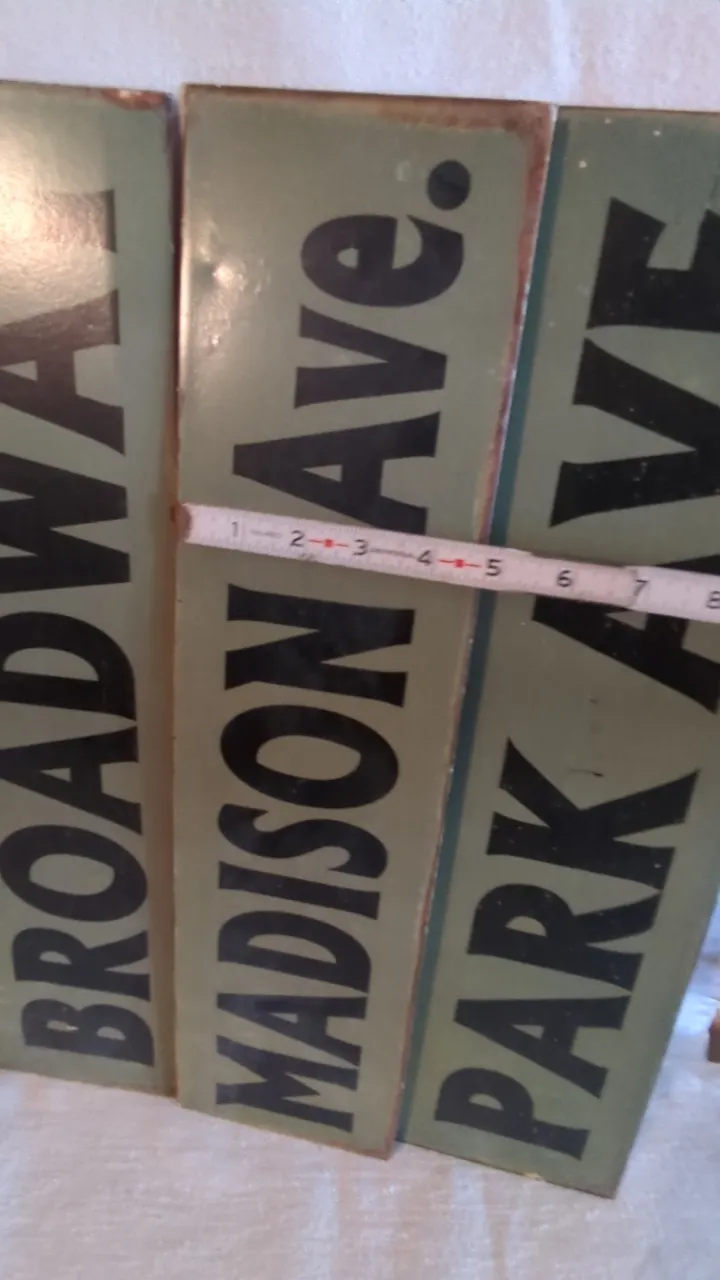 BROADWAY
MADISON Ave.
PARK AVE
1 2 3 4 5 6 7 8